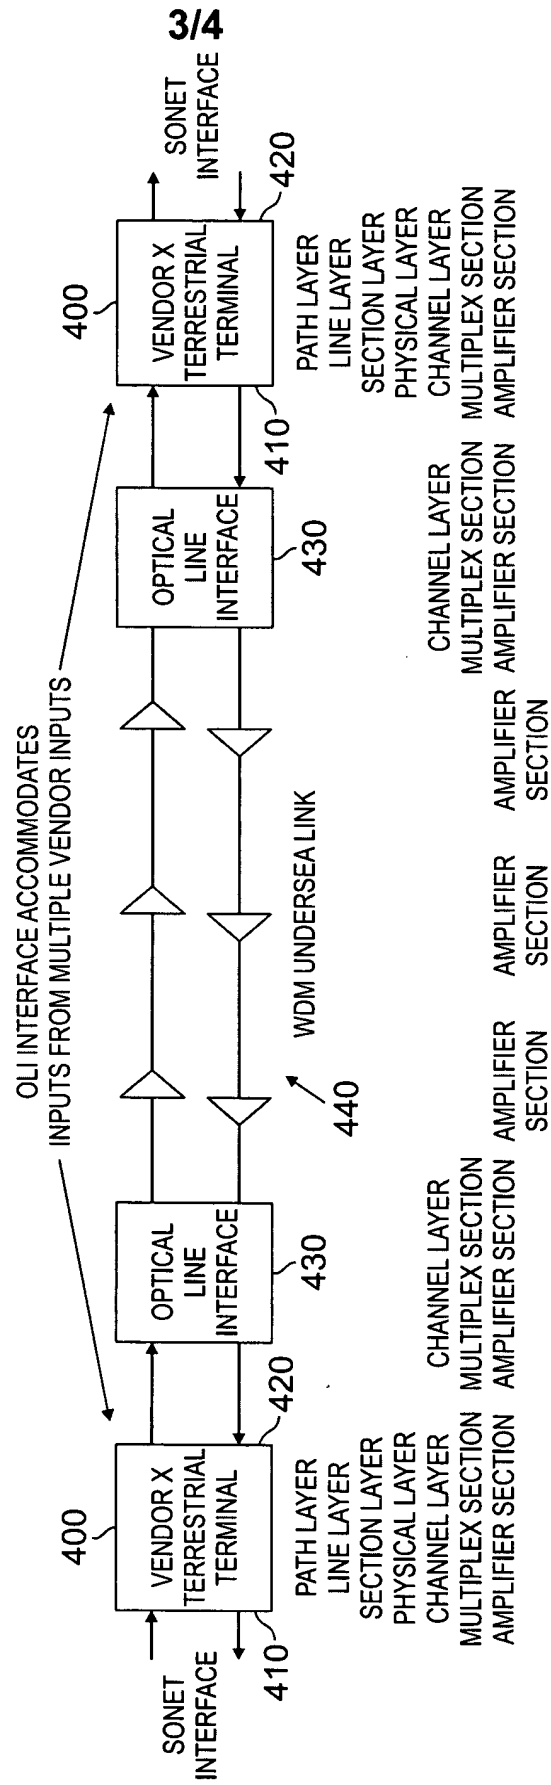 3/4
OLI INTERFACE ACCOMMODATES
INPUTS FROM MULTIPLE VENDOR INPUTS
SONET
INTERFACE
400
VENDOR X
TERRESTRIAL
TERMINAL
410
420
OPTICAL
LINE
INTERFACE
430
440
WDM UNDERSEA LINK
OPTICAL
LINE
INTERFACE
430
400
VENDOR X
TERRESTRIAL
TERMINAL
410
420
SONET
INTERFACE
PATH LAYER
LINE LAYER
SECTION LAYER
PHYSICAL LAYER
CHANNEL LAYER
MULTIPLEX SECTION
AMPLIFIER SECTION
CHANNEL LAYER
MULTIPLEX SECTION
AMPLIFIER SECTION
AMPLIFIER
SECTION
AMPLIFIER
SECTION
AMPLIFIER
SECTION
CHANNEL LAYER
MULTIPLEX SECTION
AMPLIFIER SECTION
PATH LAYER
LINE LAYER
SECTION LAYER
PHYSICAL LAYER
CHANNEL LAYER
MULTIPLEX SECTION
AMPLIFIER SECTION